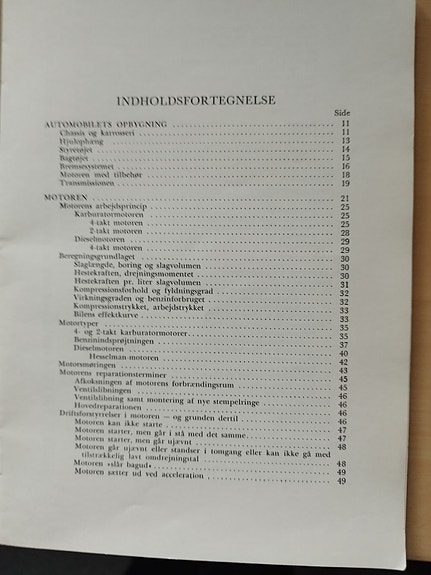 INDHOLDSFORTEGNELSE
Side
AUTOMOBILETS OPBYGNING 11
Chassis og karrosseri 11
Hjulophæng 13
Styretøjet 14
Bagtøjet 15
Bremsesystemet 16
Motoren med tilbehør 18
Transmissionen 19
MOTOREN 21
Motorens arbejdsprincip 25
Karburatormotoren 25
4-takt motoren 25
2-takt motoren 28
Dieselmotoren 29
4-takt motoren 29
Beregningsgrundlaget 30
Slaglængde, boring og slagvolumen 30
Hestekraften, drejningsmomentet 30
Hestekraften pr. liter slagvolumen 31
Kompressionsforhold og fyldningsgrad 32
Virkningsgraden og benzinforbruget 32
Kompressionstrykket, arbejdstrykket 33
Bilens effektkurve 33
Motortyper 35
4- og 2-takt karburatormotorer 35
Benzinindsprøjtningen 37
Dieselmotoren 40
Hesselman-motoren 42
Motorsmøringen 43
Motorens reparationsterminer 45
Afkoksningen af motorens forbrændingsrum 45
Ventilslibningen 46
Ventilslibning samt montering af nye stempelringe 46
Hovedreparationen 46
Driftsforstyrrelser i motoren — og grunden dertil 46
Motoren kan ikke starte 47
Motoren starter, men går i stå med det samme 47
Motoren starter, men går ujævnt 48
Motoren går ujævnt eller standser i tomgang eller kan ikke gå med
tilstrækkelig lavt omdrejningstal 48
Motoren »slår bagud« 49
Motoren sætter ud ved acceleration 49